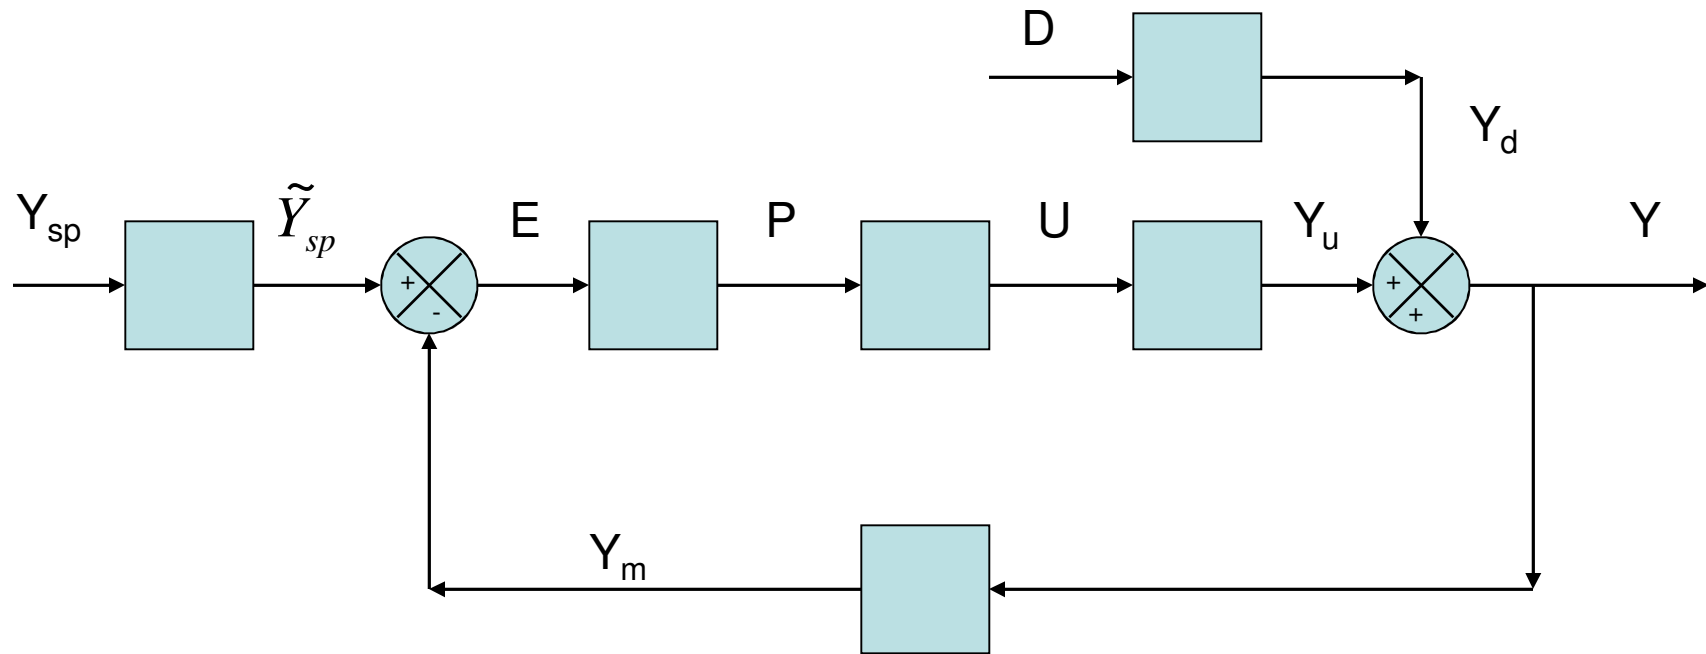 D
Y_d
Y_sp
Ỹ_sp
E
P
U
Y_u
Y
+
-
+
+
Y_m